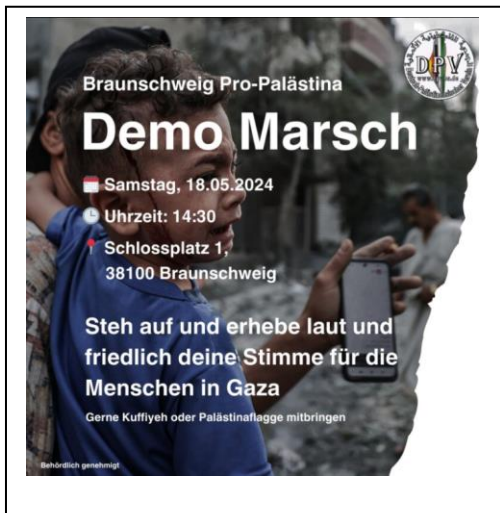 Braunschweig Pro-Palästina
DPV
Demo Marsch
Samstag, 18.05.2024
Uhrzeit: 14:30
Schlossplatz 1,
38100 Braunschweig
Steh auf und erhebe laut und
friedlich deine Stimme für die
Menschen in Gaza
Gerne Kuffiyeh oder Palästinaflagge mitbringen
Behördlich genehmigt